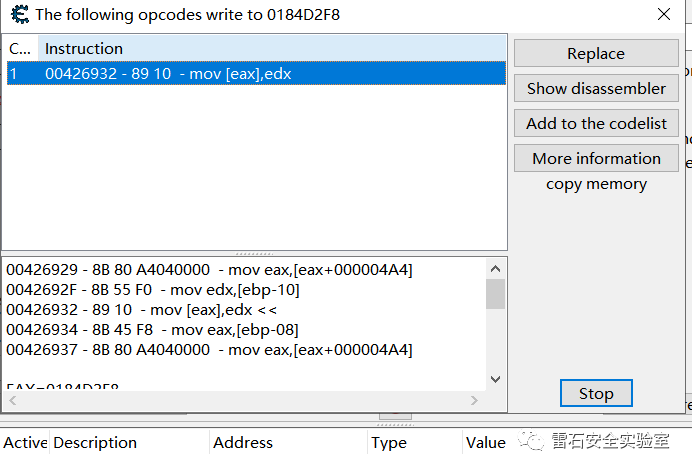 The following opcodes write to 0184D2F8
C... Instruction
1 00426932 - 89 10 - mov [eax],edx
Replace
Show disassembler
Add to the codelist
More information
copy memory
00426929 - 8B 80 A4040000 - mov eax,[eax+000004A4]
0042692F - 8B 55 F0 - mov edx,[ebp-10]
00426932 - 89 10 - mov [eax],edx <<
00426934 - 8B 45 F8 - mov eax,[ebp-08]
00426937 - 8B 80 A4040000 - mov eax,[eax+000004A4]
EAX=0184D2F8
Stop
Active Description Address Type Value
雷石安全实验室